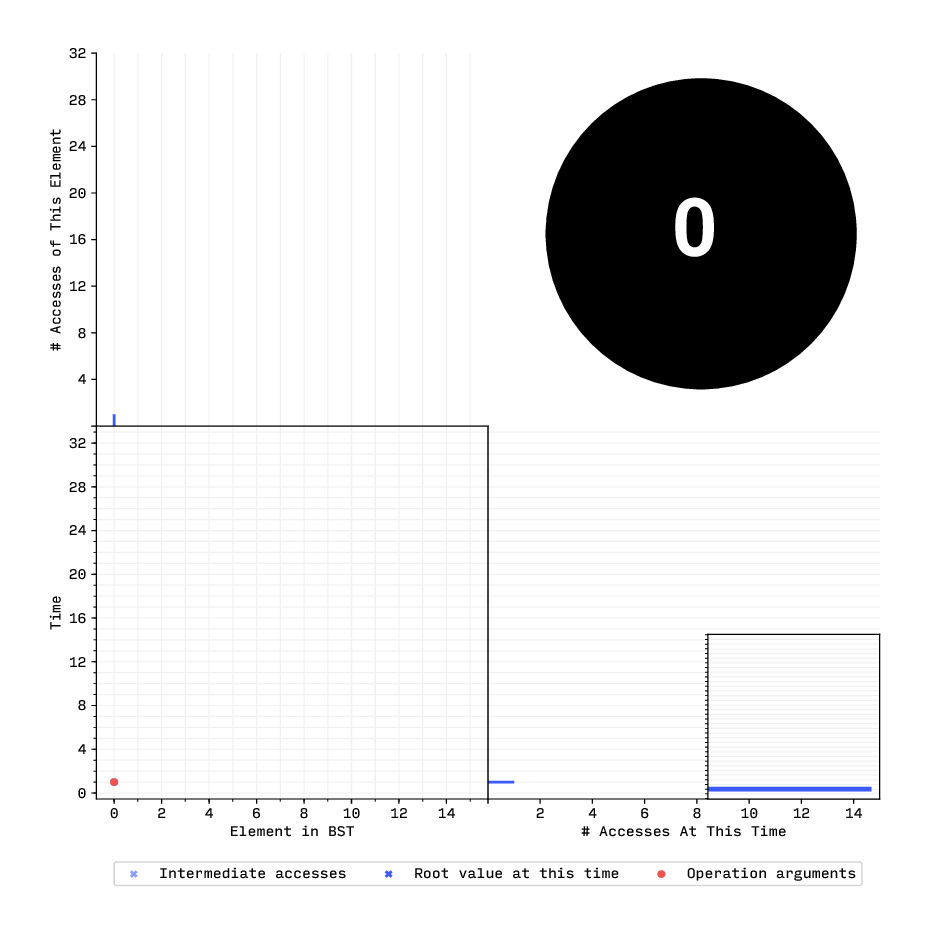 32
28
24
20
16
12
8
4
# Accesses of This Element
0
32
28
24
20
16
12
8
4
0
Time
0 2 4 6 8 10 12 14
Element in BST
2 4 6 8 10 12 14
# Accesses At This Time
Intermediate accesses Root value at this time Operation arguments